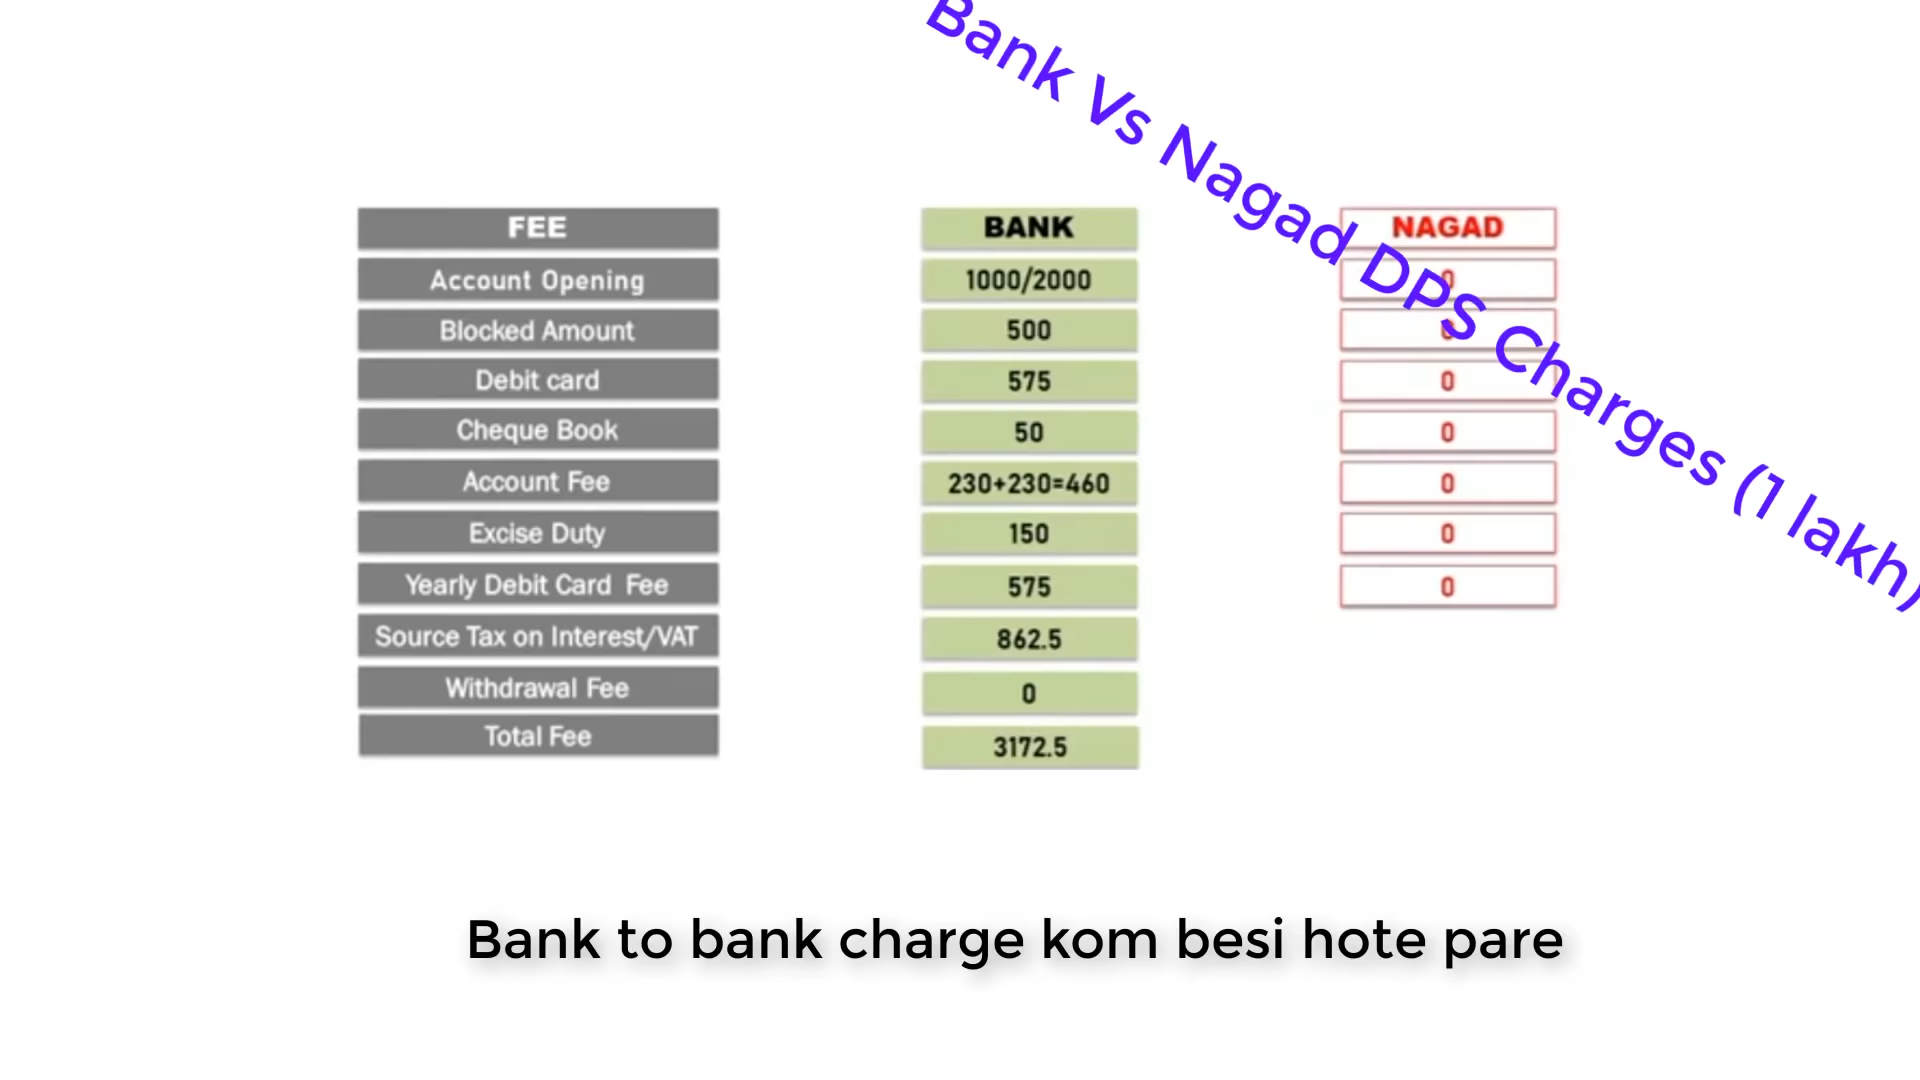 Bank Vs Nagad DPS Charges (1 lakh)
FEE BANK NAGAD
Account Opening 1000/2000 0
Blocked Amount 500 0
Debit card 575 0
Cheque Book 50 0
Account Fee 230+230=460 0
Excise Duty 150 0
Yearly Debit Card Fee 575 0
Source Tax on Interest/VAT 862.5
Withdrawal Fee 0
Total Fee 3172.5
Bank to bank charge kom besi hote pare